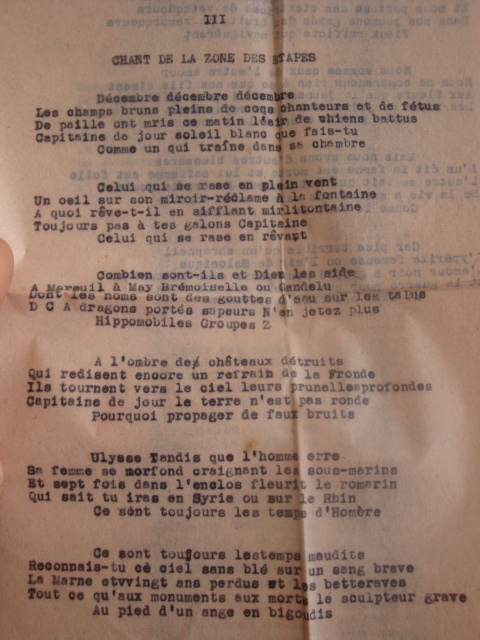 III
CHANT DE LA ZONE DES ETAPES
Décembre décembre décembre
Les champs bruns pleins de coqs chanteurs et de fétus
De paille ont mris ce matin l'air de chiens battus
Capitaine de jour soleil blanc que fais-tu
Comme un qui traîne dans sa chambre
Celui qui se rase en plein vent
Un oeil sur son miroir-réclame à la fontaine
A quoi rêve-t-il en sifflant mirlitontaine
Toujours pas à tes galons Capitaine
Celui qui se rase en rêvant
Combien sont-ils et Dieu les aide
A Mareuil à May Brémoiselle ou Gandelu
Dont les noms sont des gouttes d'eau sur les talus
D C A dragons portés sapeurs N'en jetez plus
Hippomobiles Groupes Z
A l'ombre des châteaux détruits
Qui redisent encore un refrain de la Fronde
Ils tournent vers le ciel leurs prunellesprofondes
Capitaine de jour le terre n'est pas ronde
Pourquoi propager de faux bruits
Ulysse Tandis que l'homme erre
Sa femme se morfond craignant les sous-marins
Et sept fois dans l'enclos fleurit le romarin
Qui sait tu iras en Syrie ou sur le Rhin
Ce sont toujours les temps d'Homère
Ce sont toujours lestemps maudits
Reconnais-tu ce ciel sans blé sur un sang brave
La Marne etvvingt ans perdus et les betteraves
Tout ce qu'aux monuments aux morts le sculpteur grave
Au pied d'un ange en bigoudis